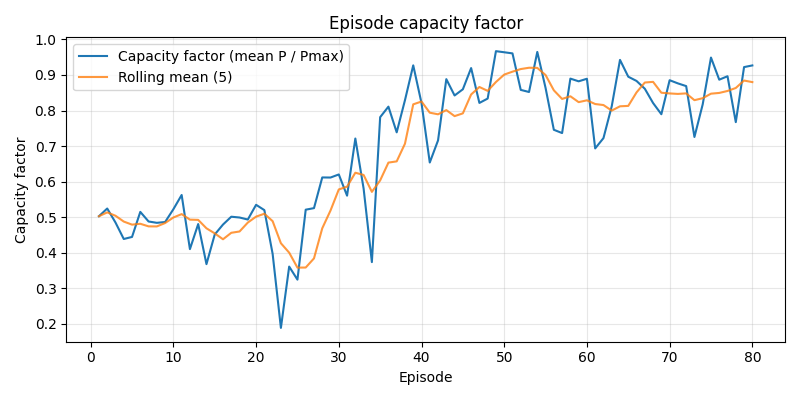 Episode capacity factor
Capacity factor (mean P / Pmax)
Rolling mean (5)
Capacity factor
1.0
0.9
0.8
0.7
0.6
0.5
0.4
0.3
0.2
0 10 20 30 40 50 60 70 80
Episode